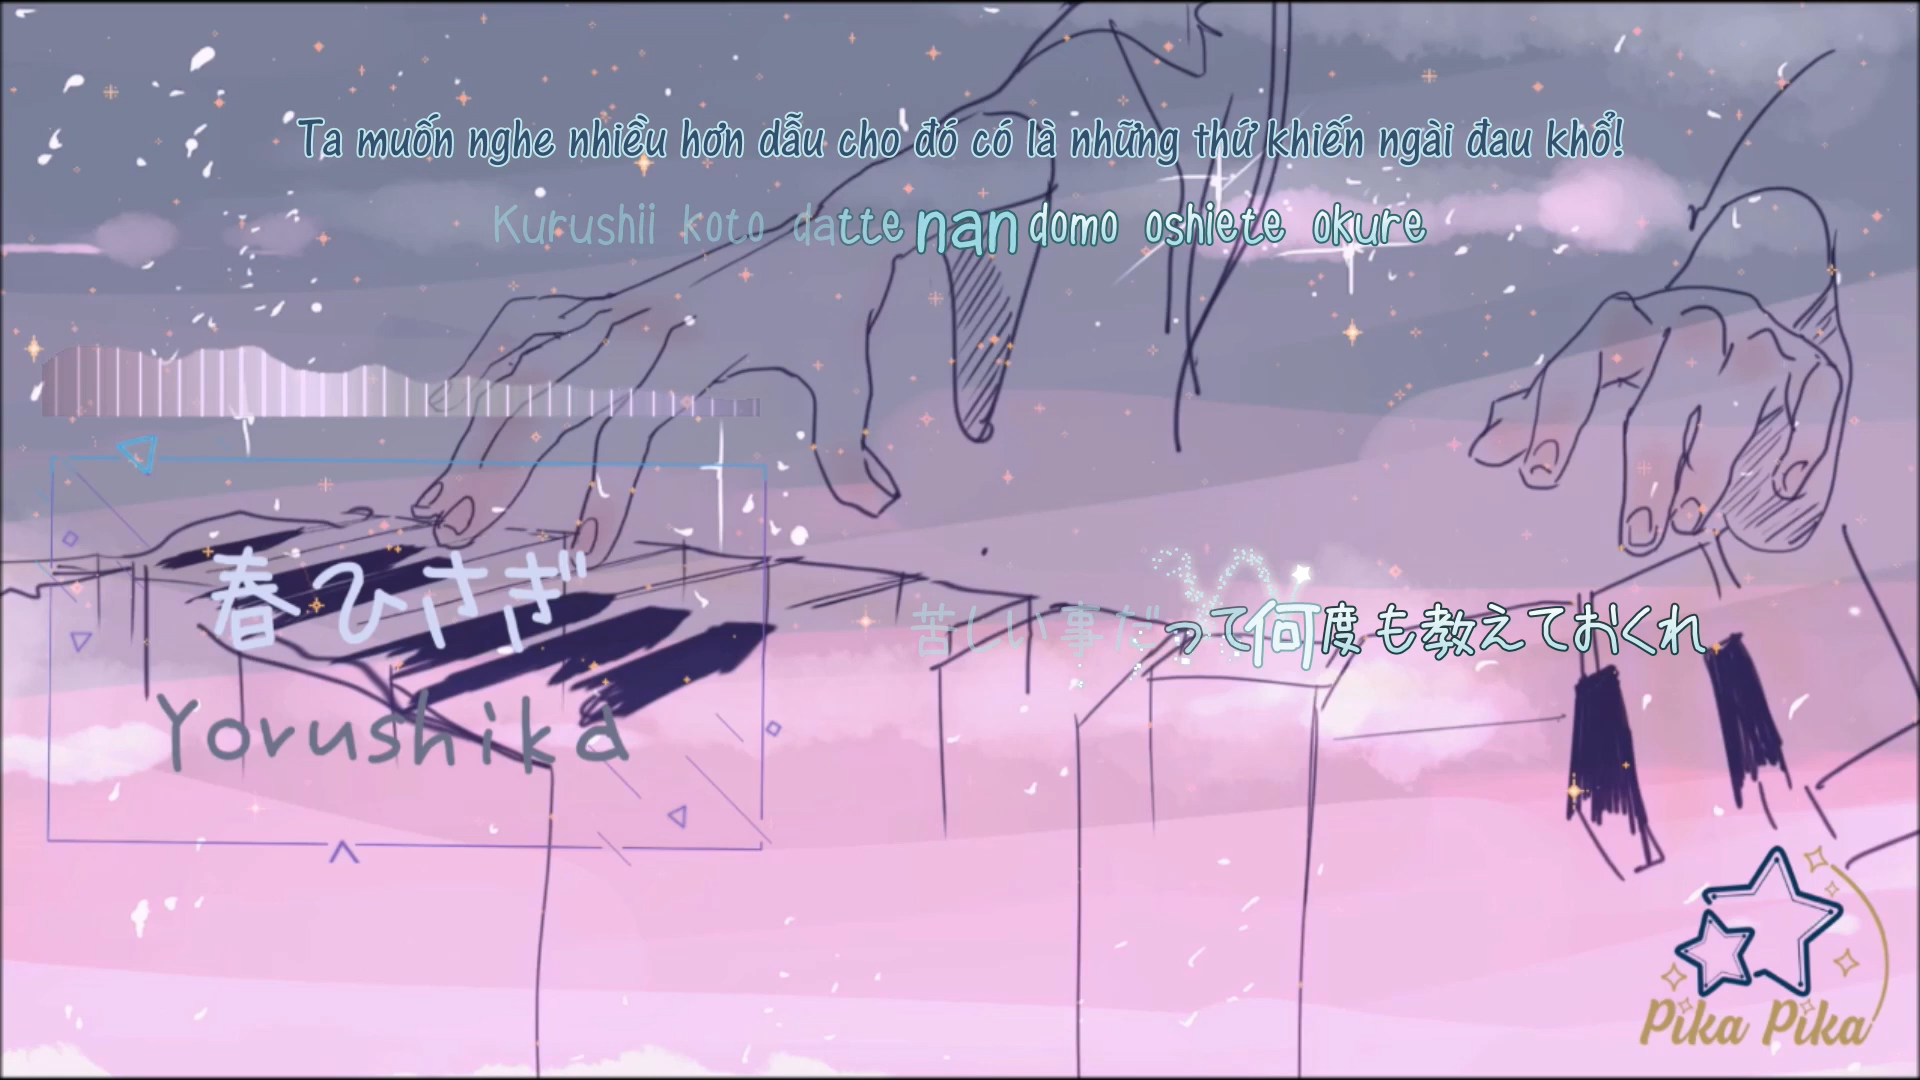 Ta muốn nghe nhiều hơn dẫu cho đó có là những thứ khiến ngài đau khổ!
Kurushii koto datte nandomo oshiete okure
春ひさぎ
苦しい事だって何度も教えておくれ
Yorushika
Pika Pika